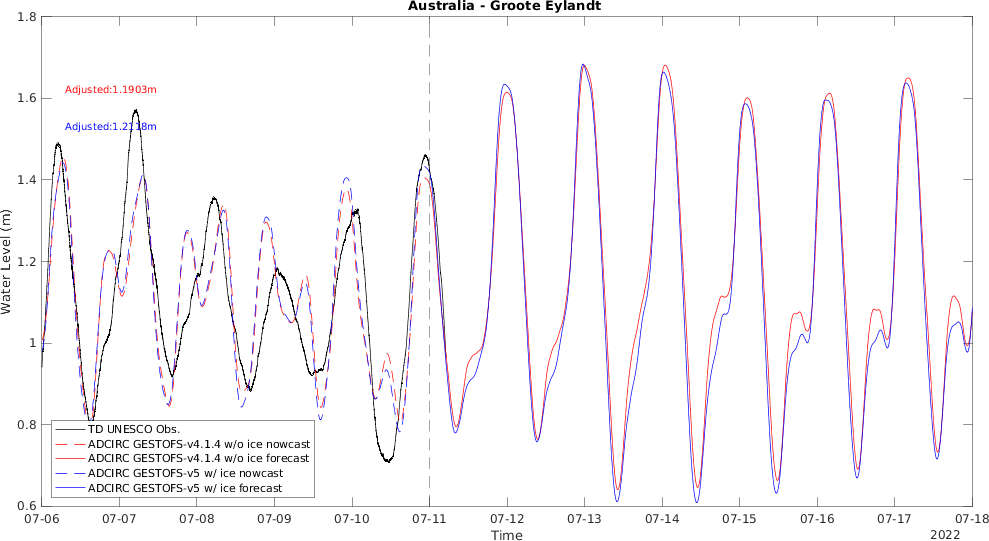 Australia - Groote Eylandt
1.8
1.6
1.4
1.2
1
0.8
0.6
Water Level (m)
Adjusted:1.1903m
Adjusted:1.2118m
TD UNESCO Obs.
ADCIRC GESTOFS-v4.1.4 w/o ice nowcast
ADCIRC GESTOFS-v4.1.4 w/o ice forecast
ADCIRC GESTOFS-v5 w/ ice nowcast
ADCIRC GESTOFS-v5 w/ ice forecast
07-06 07-07 07-08 07-09 07-10 07-11 07-12 07-13 07-14 07-15 07-16 07-17 07-18
Time
2022